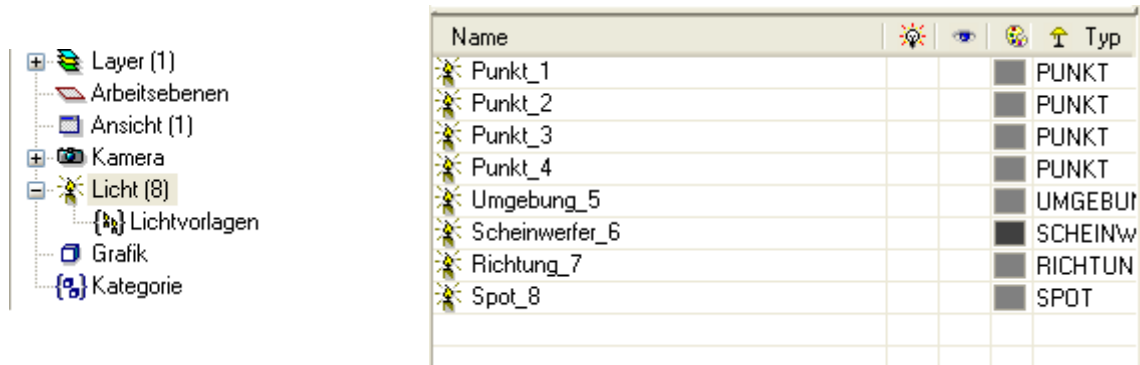 Layer (1)
Arbeitsebenen
Ansicht (1)
Kamera
Licht (8)
Lichtvorlagen
Grafik
Kategorie
Name Typ
Punkt_1 PUNKT
Punkt_2 PUNKT
Punkt_3 PUNKT
Punkt_4 PUNKT
Umgebung_5 UMGEBUN
Scheinwerfer_6 SCHEINW
Richtung_7 RICHTUN
Spot_8 SPOT